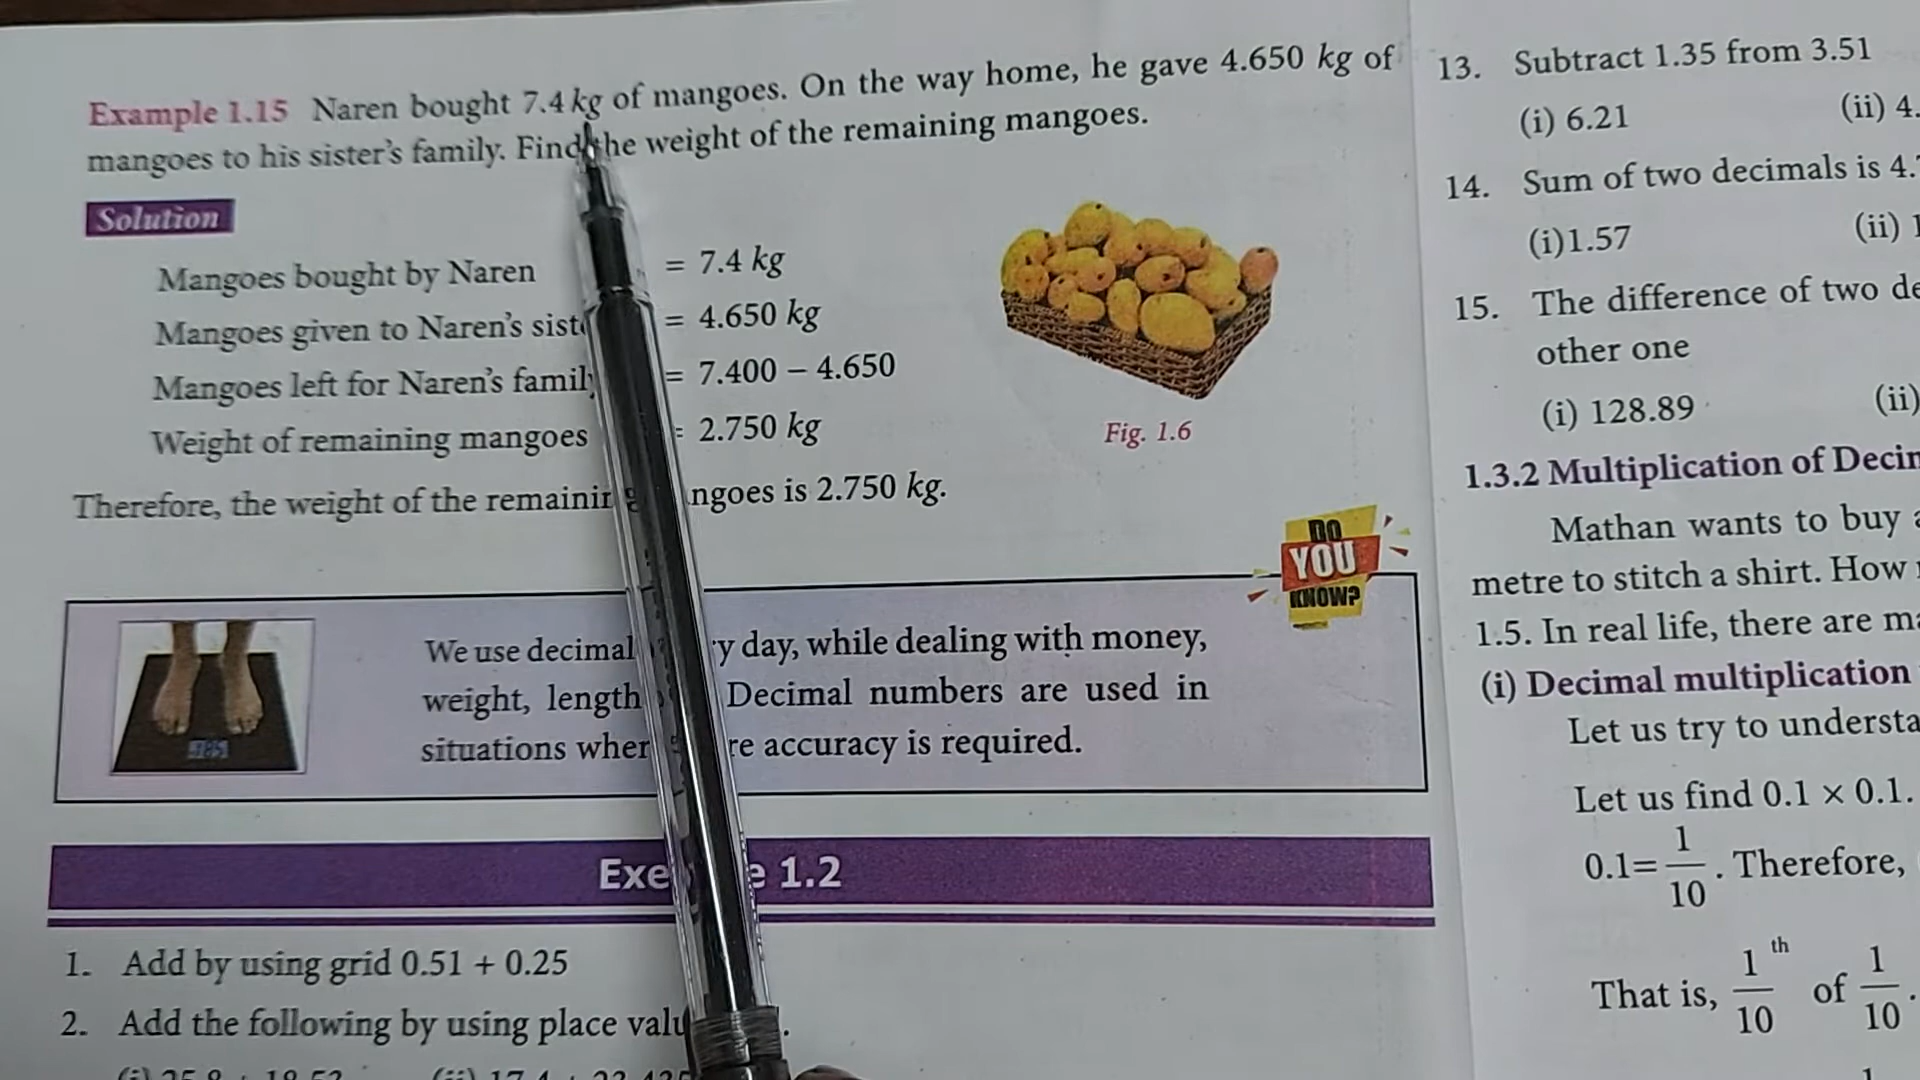 Example 1.15 Naren bought 7.4 kg of mangoes. On the way home, he gave 4.650 kg of
mangoes to his sister's family. Find the weight of the remaining mangoes.
Solution
Mangoes bought by Naren = 7.4 kg
Mangoes given to Naren's = 4.650 kg
Mangoes left for Naren's family = 7.400 – 4.650
Weight of remaining mangoes = 2.750 kg
Fig. 1.6
Therefore, the weight of the is 2.750 kg.
DO
YOU
KNOW?
We use decimal day, while dealing with money,
weight, length Decimal numbers are used in
situations accuracy is required.
1.2
1. Add by using grid 0.51 + 0.25
2. Add the following by using place
13. Subtract 1.35 from 3.51
(i) 6.21 (ii) 4.
14. Sum of two decimals is 4.
(i)1.57 (ii) 1
15. The difference of two
other one
(i) 128.89 (ii)
1.3.2 Multiplication of
Mathan wants to buy
metre to stitch a shirt. How
1.5. In real life, there are
(i) Decimal multiplication
Let us try to
Let us find 0.1 × 0.1.
0.1= 1/10 . Therefore,
That is, 1/10 th of 1/10 .